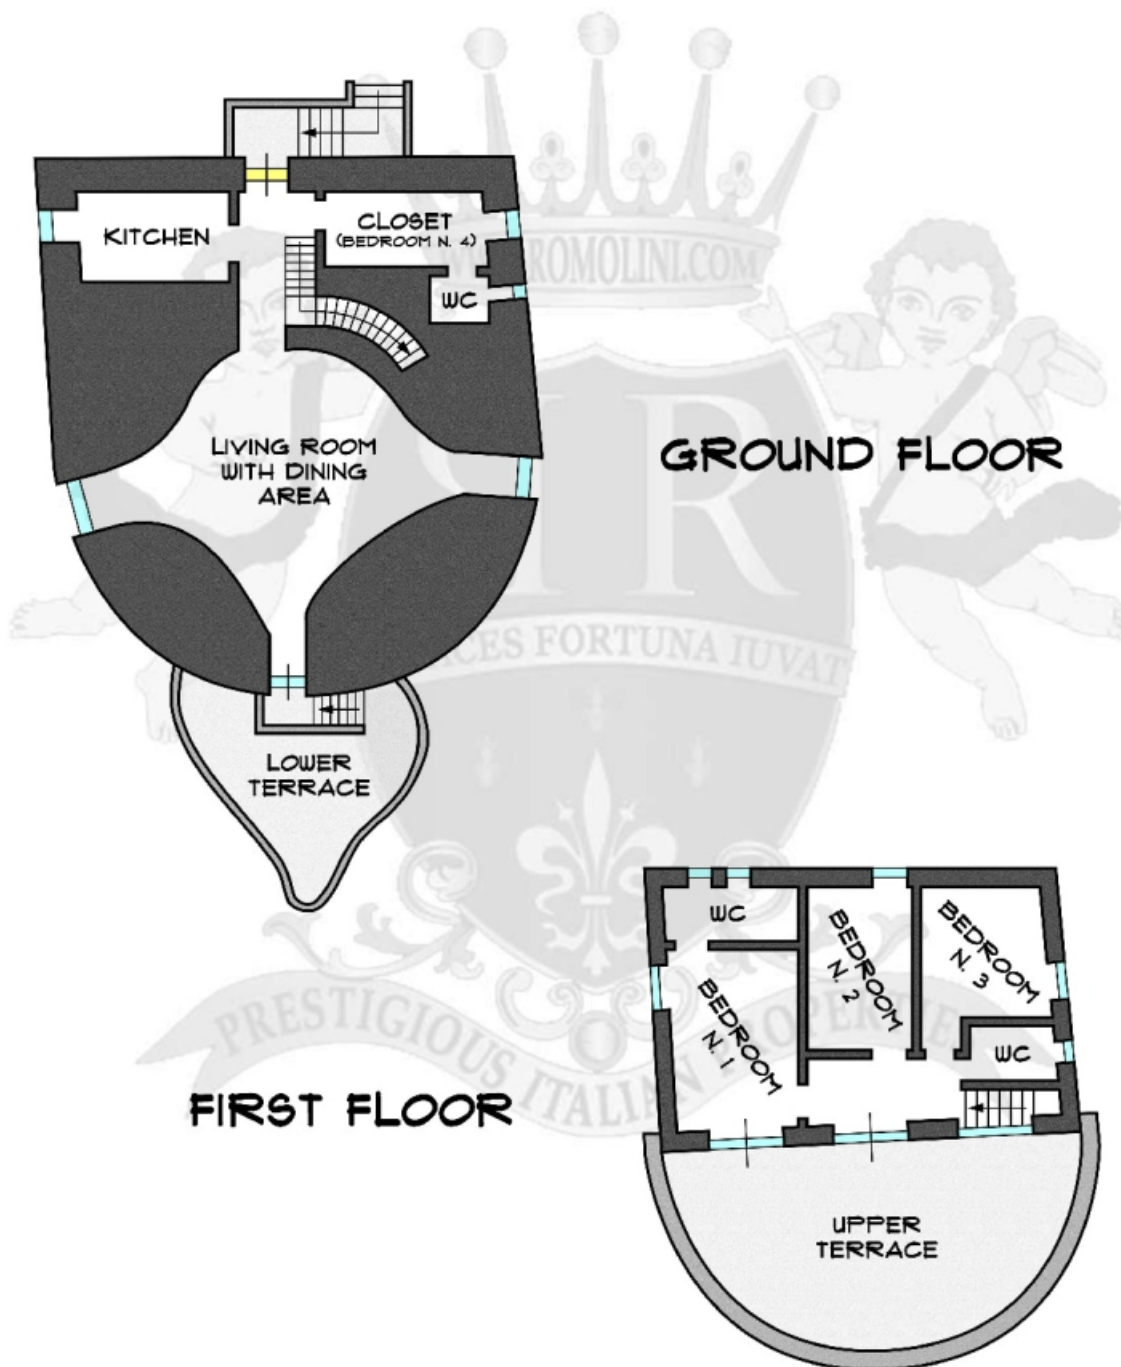 KITCHEN
CLOSET
(BEDROOM N. 4)
ROMOLINI.COM
WC
LIVING ROOM
WITH DINING
AREA
GROUND FLOOR
PR
FORTUNA IUVAT
LOWER
TERRACE
WC
BEDROOM
N. 2
BEDROOM
N. 3
BEDROOM
N. 1
WC
PRESTIGIOUS ITALIAN PROPERTIES
FIRST FLOOR
UPPER
TERRACE